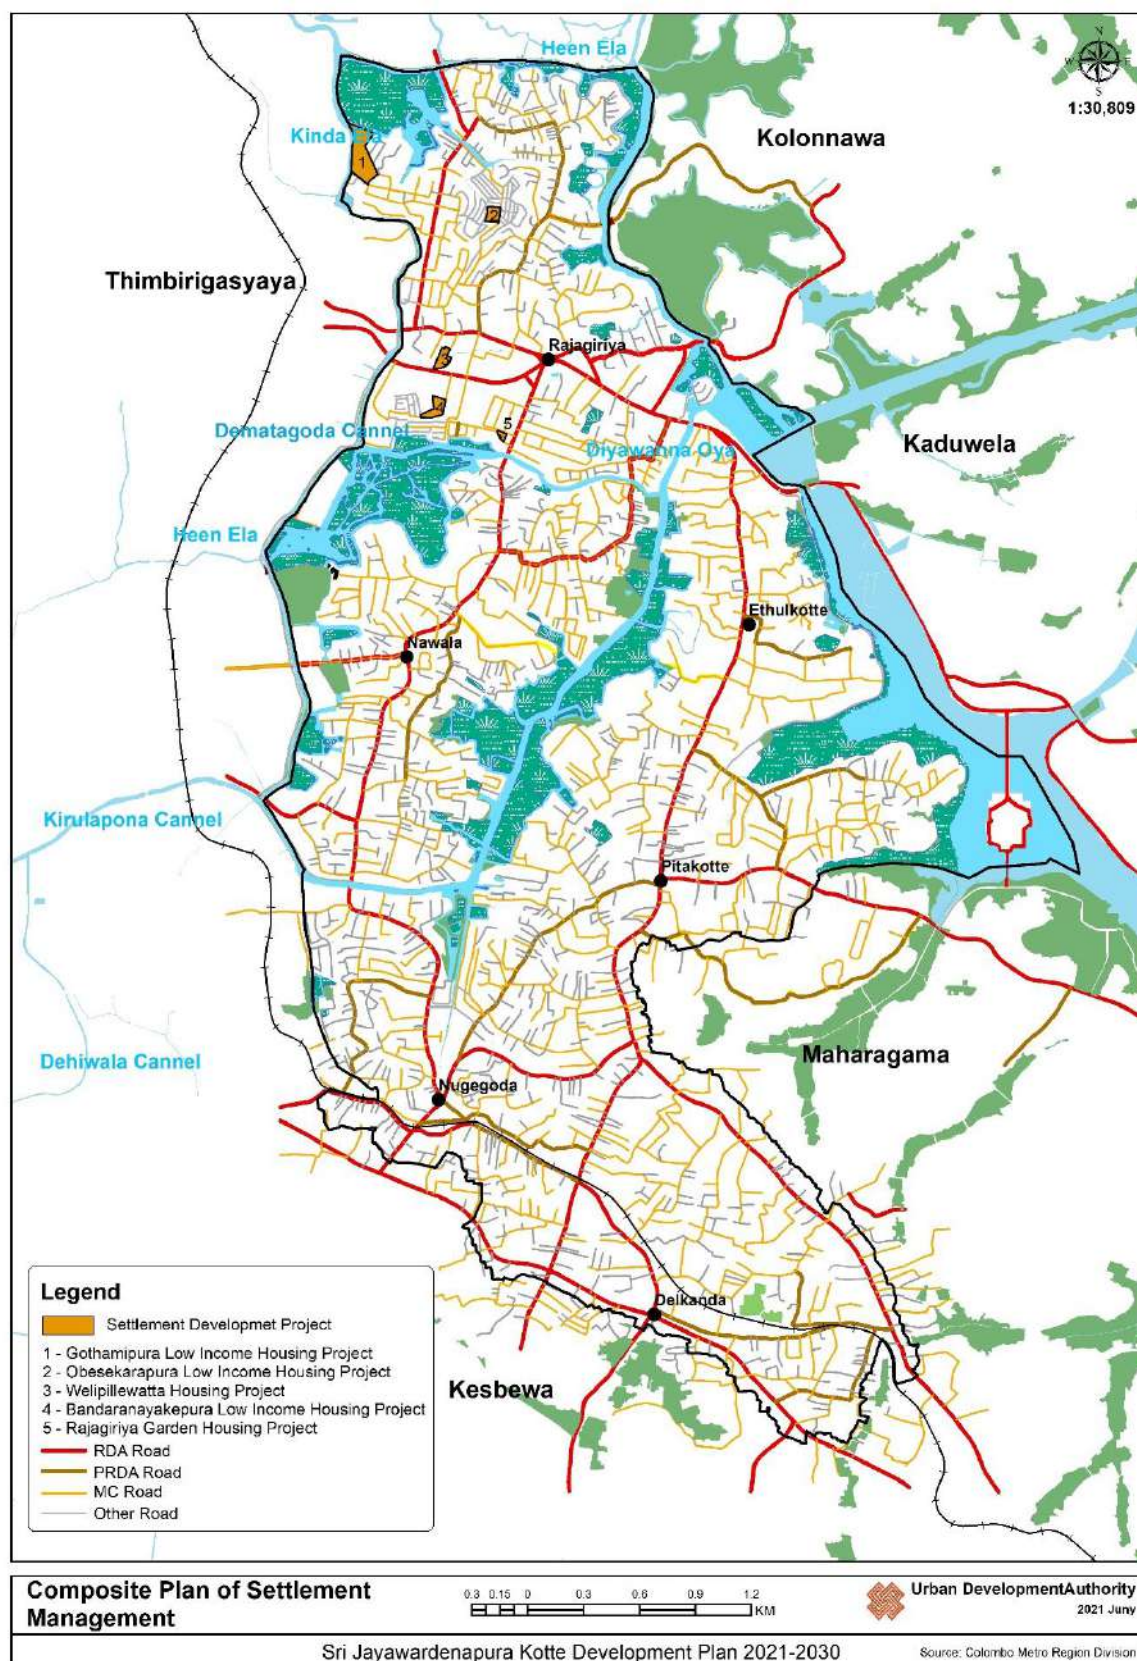 Heen Ela
N
W E
S
1:30,809
Kolonnawa
Kinda Ela
1
2
Thimbirigasyaya
Rajagiriya
3
4
5
Dematagoda Cannel
Diyawanna Oya
Kaduwela
Heen Ela
Ethulkotte
Nawala
Kirulapona Cannel
Pitakotte
Dehiwala Cannel
Maharagama
Nugegoda
Delkanda
Kesbewa
Legend
Settlement Developmet Project
1 - Gothamipura Low Income Housing Project
2 - Obesekarapura Low Income Housing Project
3 - Welipillewatta Housing Project
4 - Bandaranayakepura Low Income Housing Project
5 - Rajagiriya Garden Housing Project
RDA Road
PRDA Road
MC Road
Other Road
Composite Plan of Settlement
Management
0.3 0.15 0 0.3 0.6 0.9 1.2
KM
Urban DevelopmentAuthority
2021 Juny
Sri Jayawardenapura Kotte Development Plan 2021-2030
Source: Colombo Metro Region Division